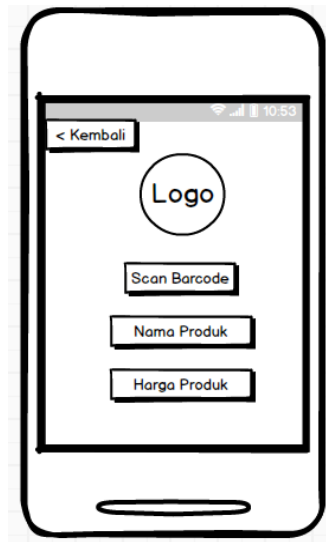 10:53
< Kembali
Logo
Scan Barcode
Nama Produk
Harga Produk